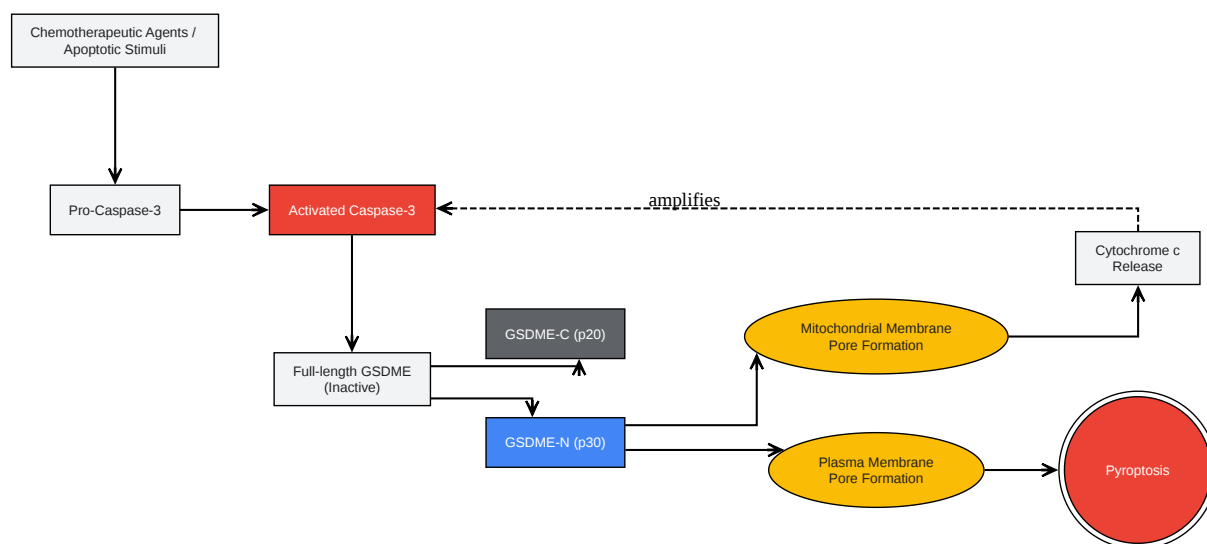 Chemotherapeutic Agents /
Apoptotic Stimuli
Pro-Caspase-3
Activated Caspase-3
amplifies
Cytochrome c
Release
GSDME-C (p20)
Mitochondrial Membrane
Pore Formation
Full-length GSDME
(Inactive)
GSDME-N (p30)
Plasma Membrane
Pore Formation
Pyroptosis